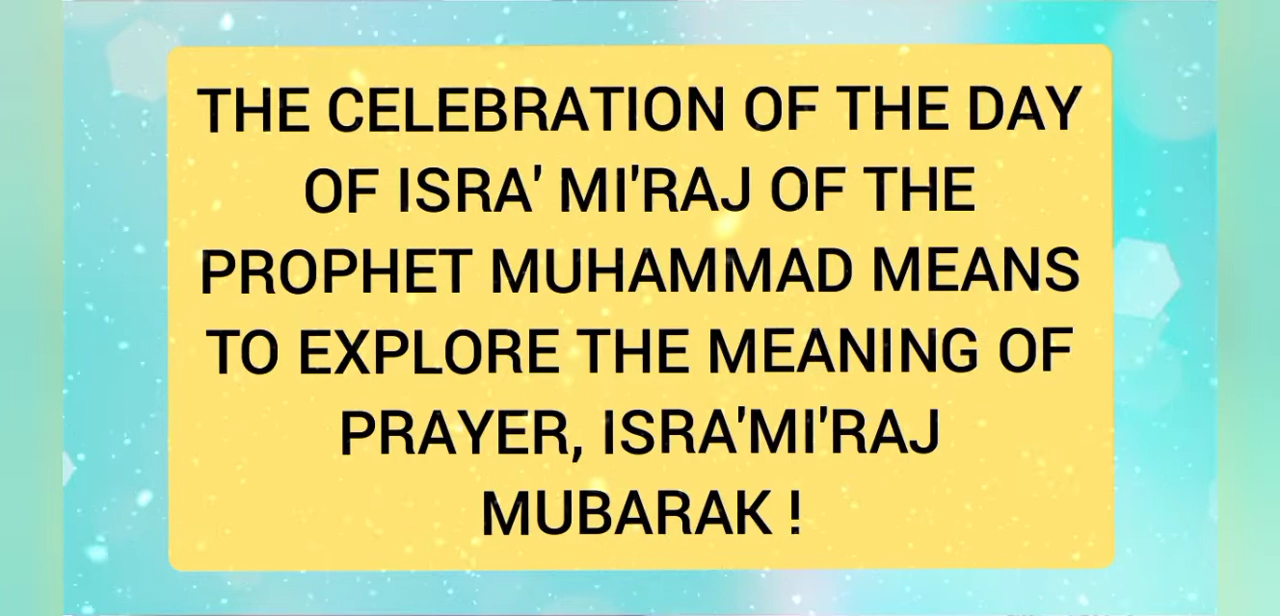 THE CELEBRATION OF THE DAY
OF ISRA' MI'RAJ OF THE
PROPHET MUHAMMAD MEANS
TO EXPLORE THE MEANING OF
PRAYER, ISRA'MI'RAJ
MUBARAK !